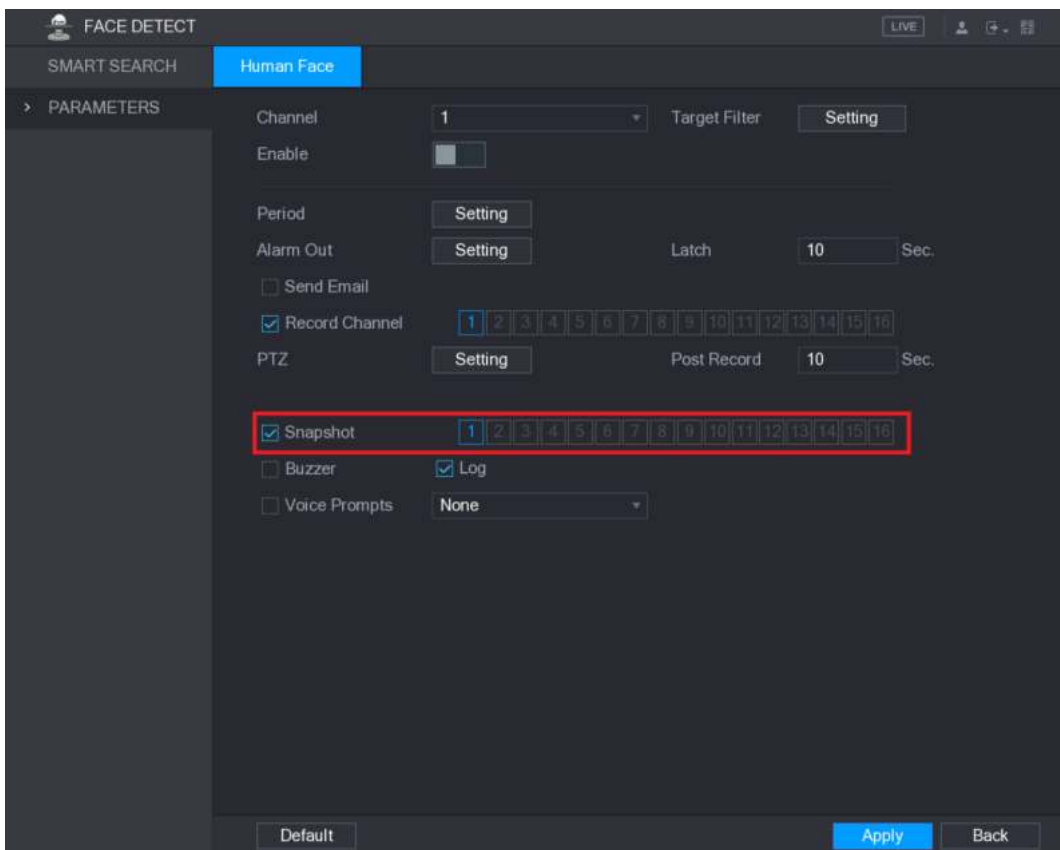 FACE DETECT LIVE
SMART SEARCH Human Face
> PARAMETERS
Channel 1 Target Filter Setting
Enable
Period Setting
Alarm Out Setting Latch 10 Sec.
Send Email
Record Channel 1 2 3 4 5 6 7 8 9 10 11 12 13 14 15 16
PTZ Setting Post Record 10 Sec.
Snapshot 1 2 3 4 5 6 7 8 9 10 11 12 13 14 15 16
Buzzer Log
Voice Prompts None
Default Apply Back